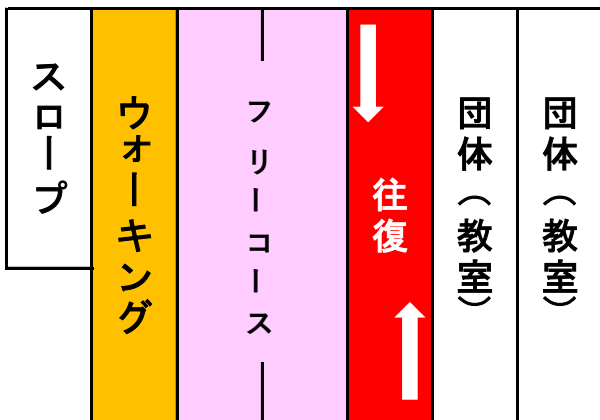 スロープ
ウォーキング
フリーコース
往復
団体（教室）
団体（教室）